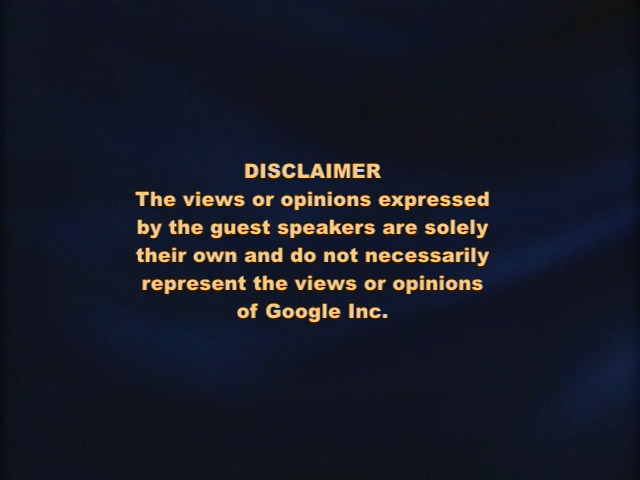 DISCLAIMER
The views or opinions expressed
by the guest speakers are solely
their own and do not necessarily
represent the views or opinions
of Google Inc.